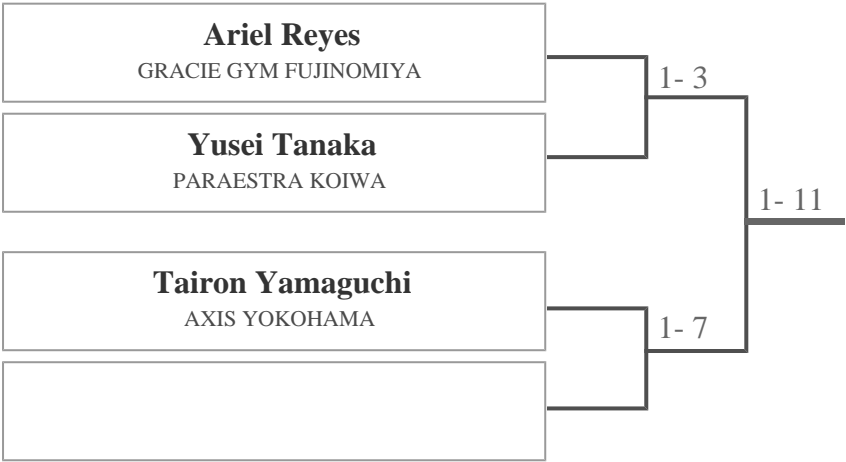 Ariel Reyes
GRACIE GYM FUJINOMIYA
1- 3
Yusei Tanaka
PARAESTRA KOIWA
1- 11
Tairon Yamaguchi
AXIS YOKOHAMA
1- 7